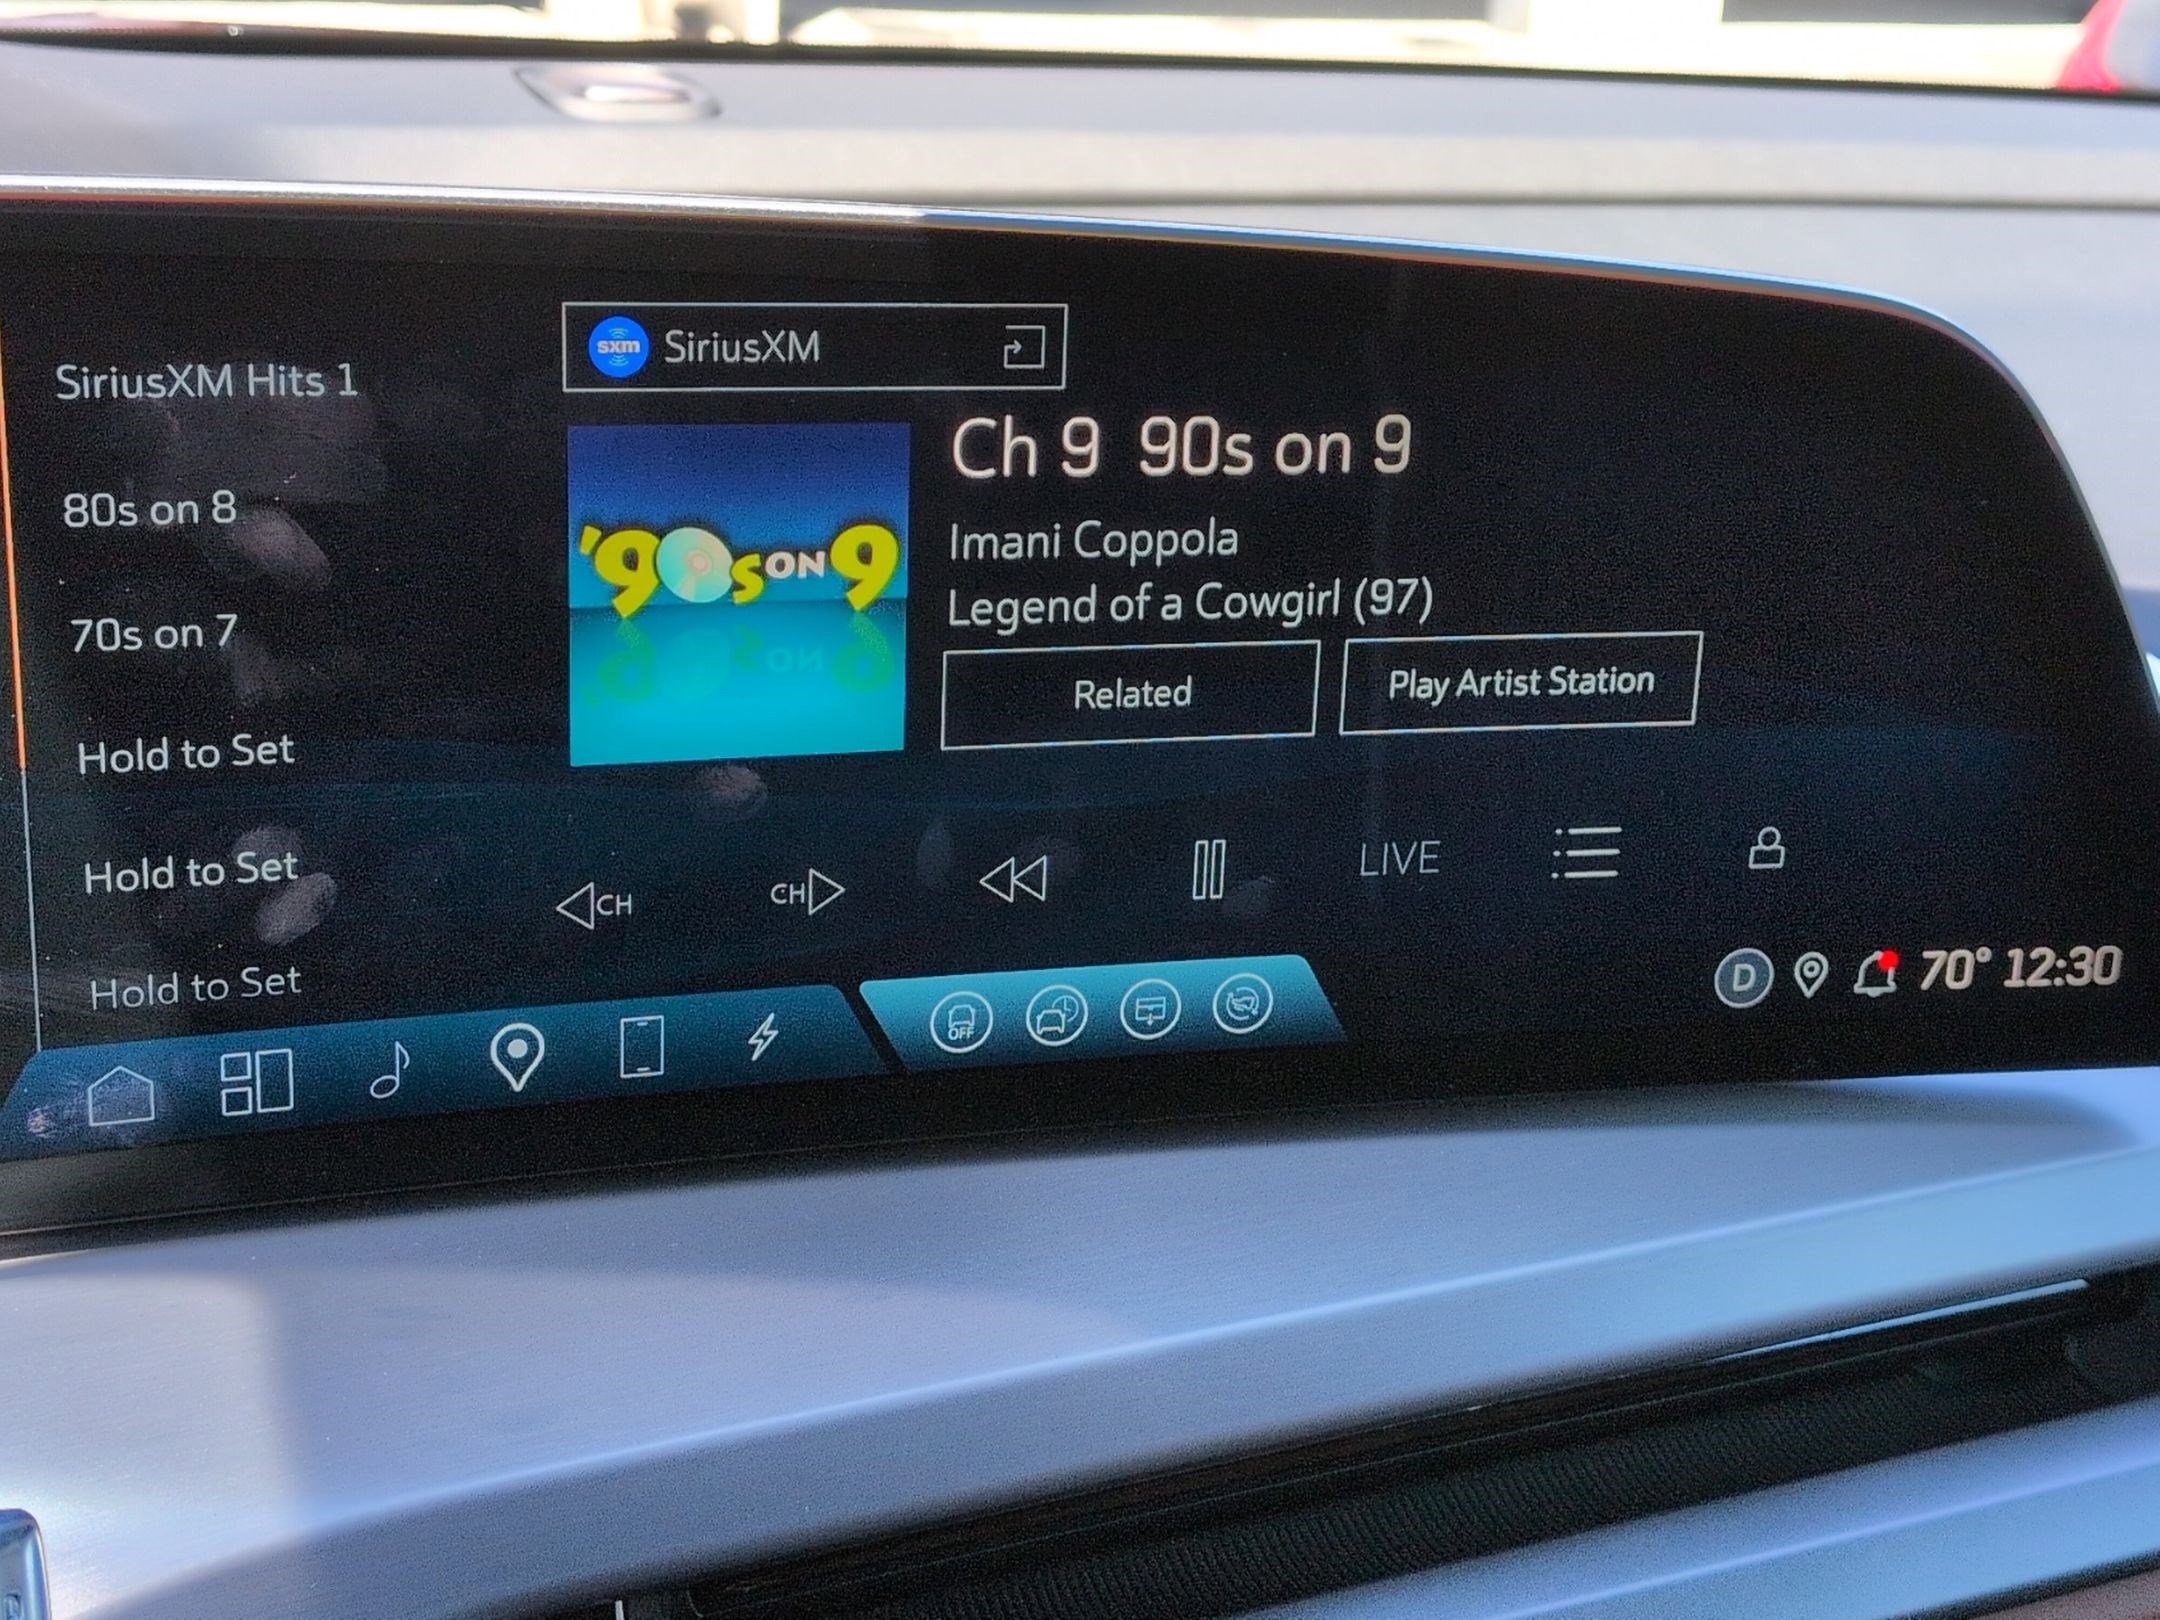 SiriusXM Hits 1
80s on 8
70s on 7
Hold to Set
Hold to Set
Hold to Set
sxm SiriusXM
'90s ON 9
Ch 9 90s on 9
Imani Coppola
Legend of a Cowgirl (97)
Related
Play Artist Station
CH
CH
LIVE
OFF
D 70° 12:30